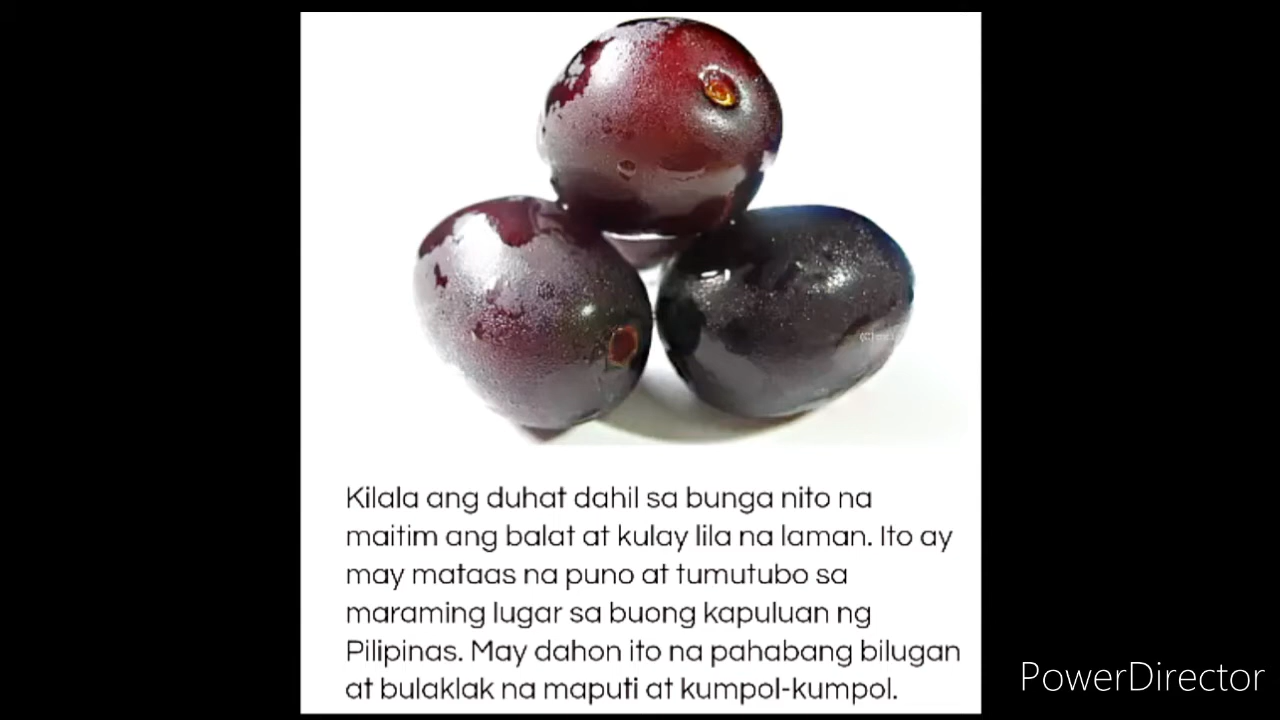 Kilala ang duhat dahil sa bunga nito na
maitim ang balat at kulay lila na laman. Ito ay
may mataas na puno at tumutubo sa
maraming lugar sa buong kapuluan ng
Pilipinas. May dahon ito na pahabang bilugan
at bulaklak na maputi at kumpol-kumpol.
PowerDirector